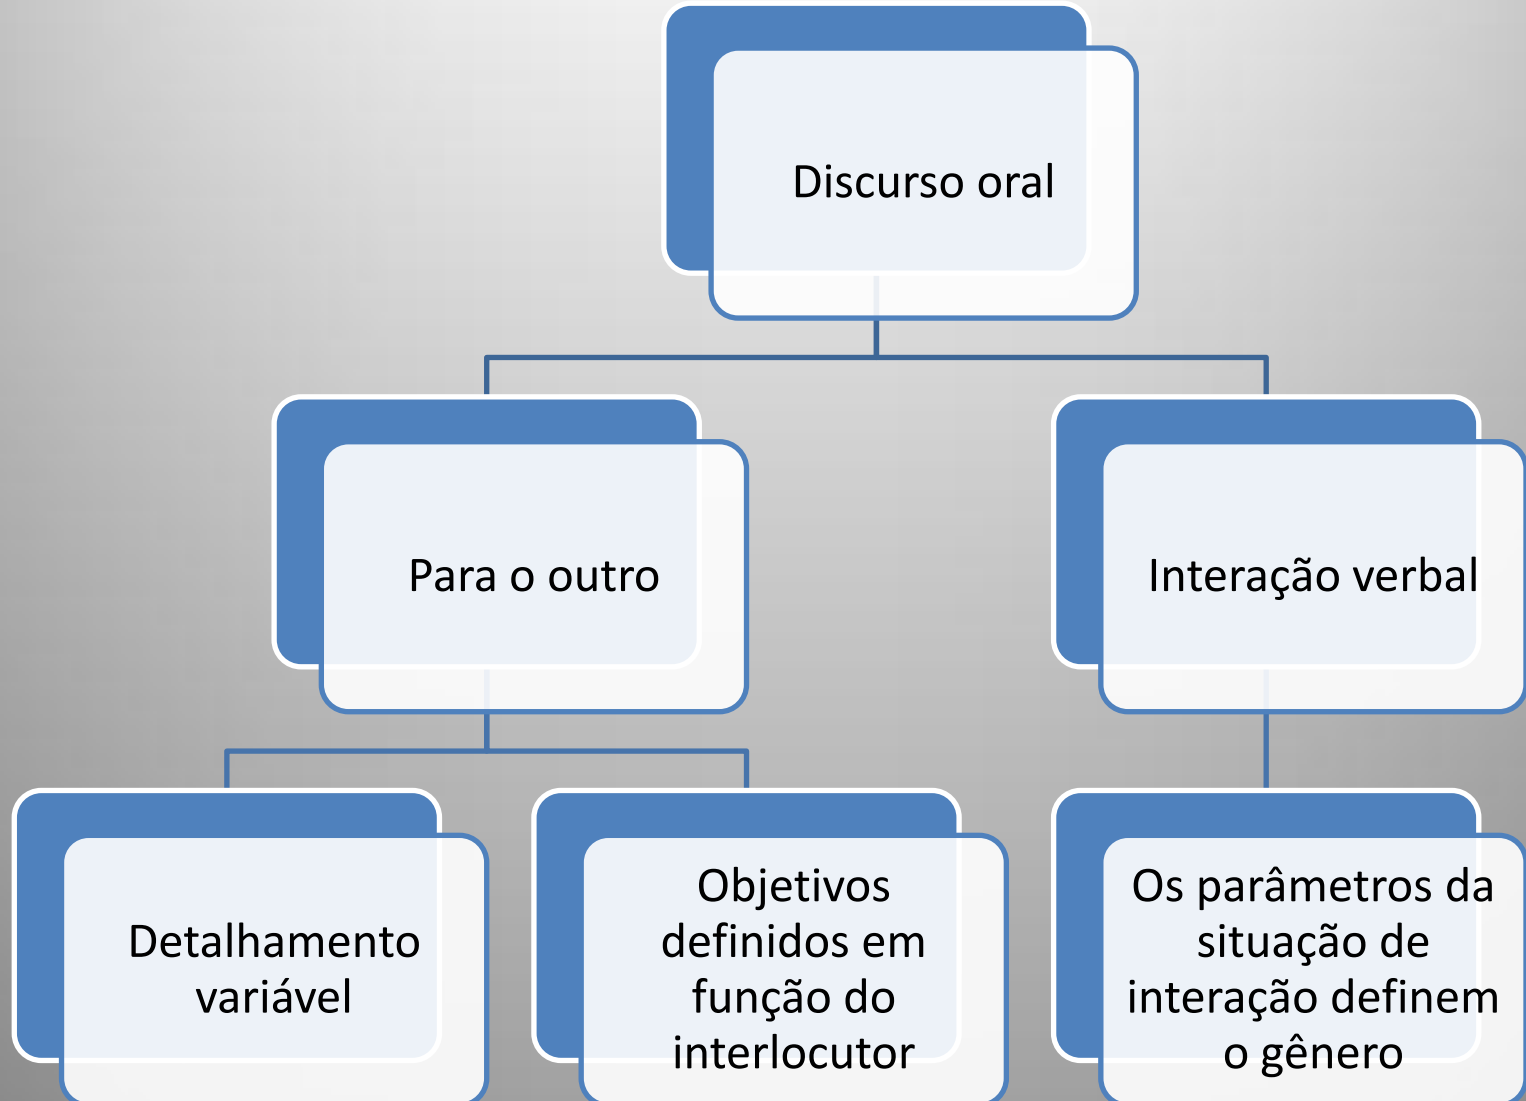 Discurso oral
Para o outro
Interação verbal
Detalhamento
variável
Objetivos
definidos em
função do
interlocutor
Os parâmetros da
situação de
interação definem
o gênero